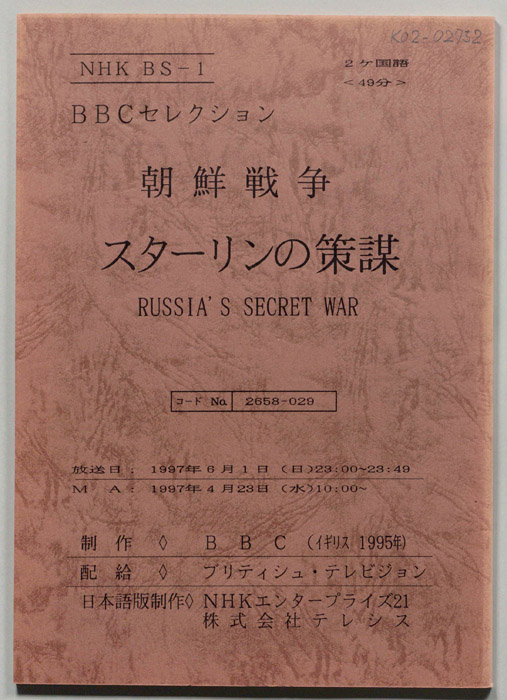 K02-02752
NHK BS-1
2ケ国語
<49分>
BBCセレクション
朝鮮戦争
スターリンの策謀
RUSSIA'S SECRET WAR
コード No. 2658-029
放送日: 1997年6月1日(日)23:00~23:49
MA: 1997年4月23日(水)10:00~
制作◇ BBC (イギリス 1995年)
配給◇ ブリティシュ・テレビジョン
日本語版制作◇ NHKエンタープライズ21
株式会社テレシス